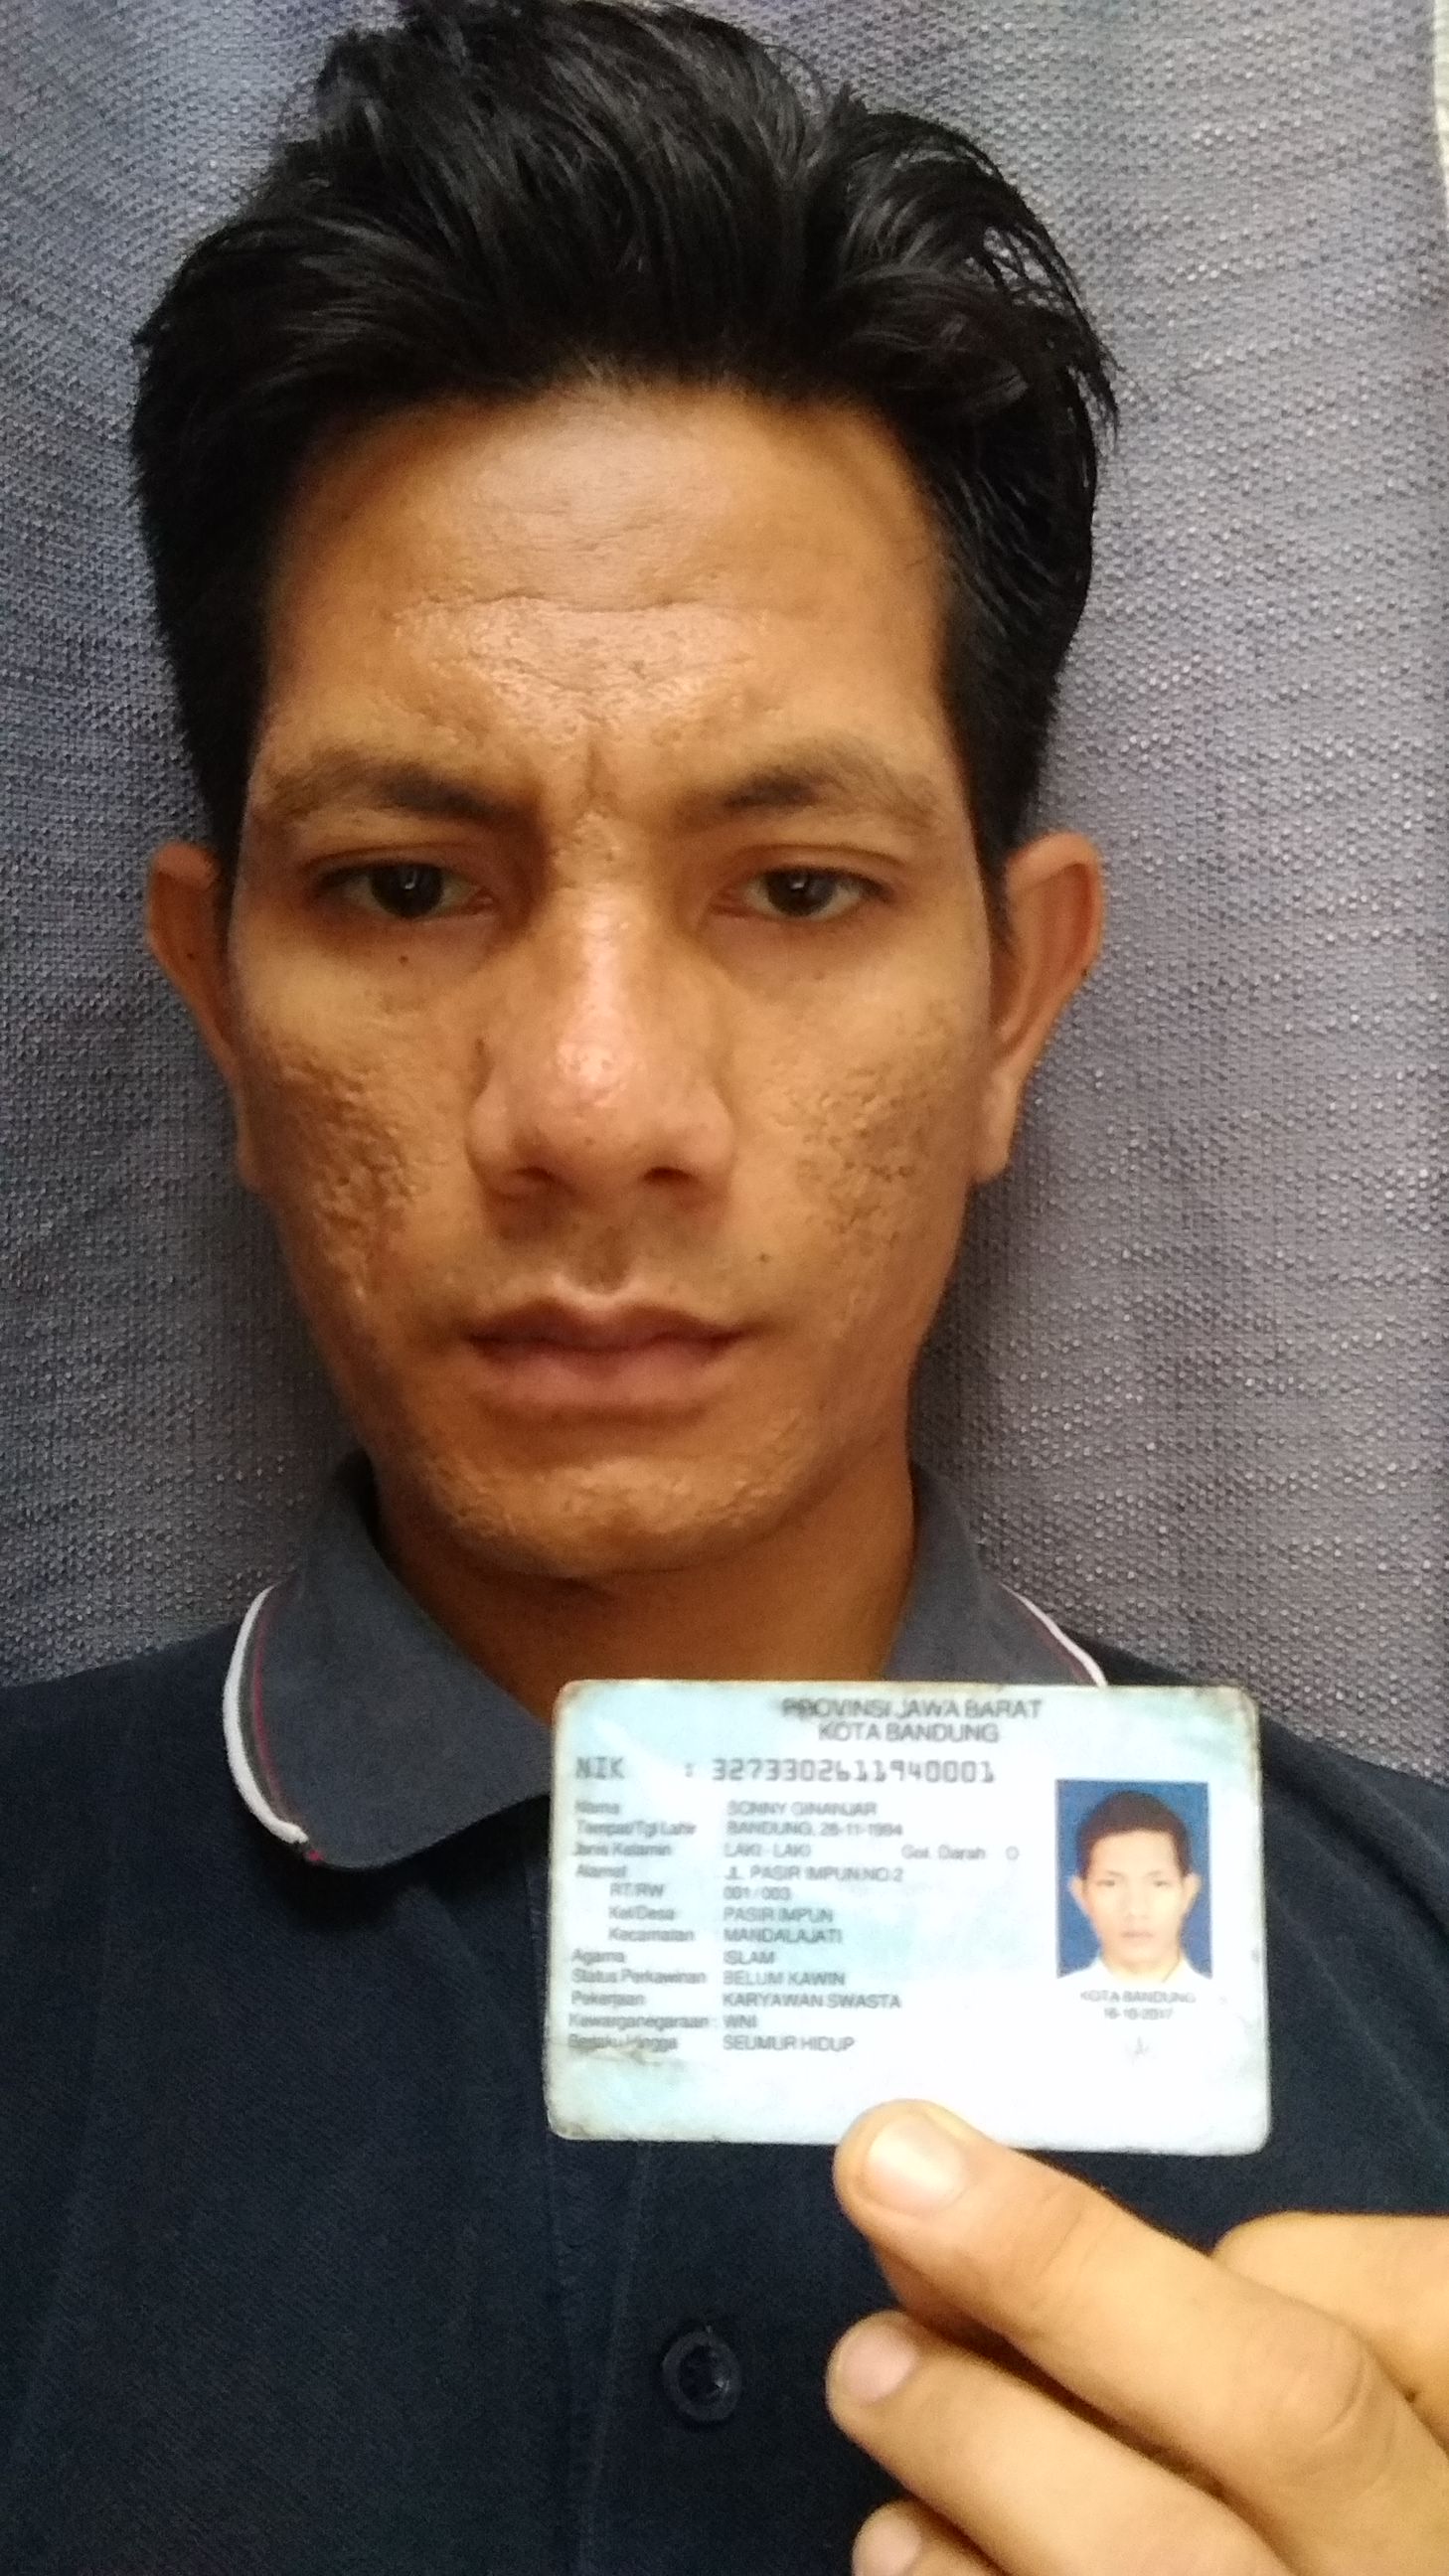 PROVINSI JAWA BARAT
KOTA BANDUNG
NIK : 3273302611940001
Nama SONNY GINANJAR
Tempat/Tgl Lahir BANDUNG, 26-11-1994
Jenis Kelamin LAKI-LAKI Gol. Darah O
Alamat JL. PASIR IMPUN NO 2
RT/RW 001/003
Kel/Desa PASIR IMPUN
Kecamatan MANDALAJATI
Agama ISLAM
Status Perkawinan BELUM KAWIN
Pekerjaan KARYAWAN SWASTA
Kewarganegaraan : WNI
Berlaku Hingga SEUMUR HIDUP
KOTA BANDUNG
16-10-2017